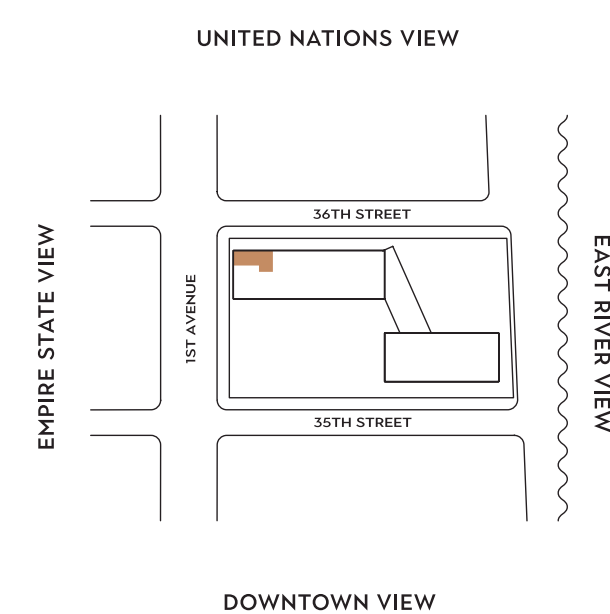 UNITED NATIONS VIEW
36TH STREET
EMPIRE STATE VIEW
1ST AVENUE
EAST RIVER VIEW
35TH STREET
DOWNTOWN VIEW